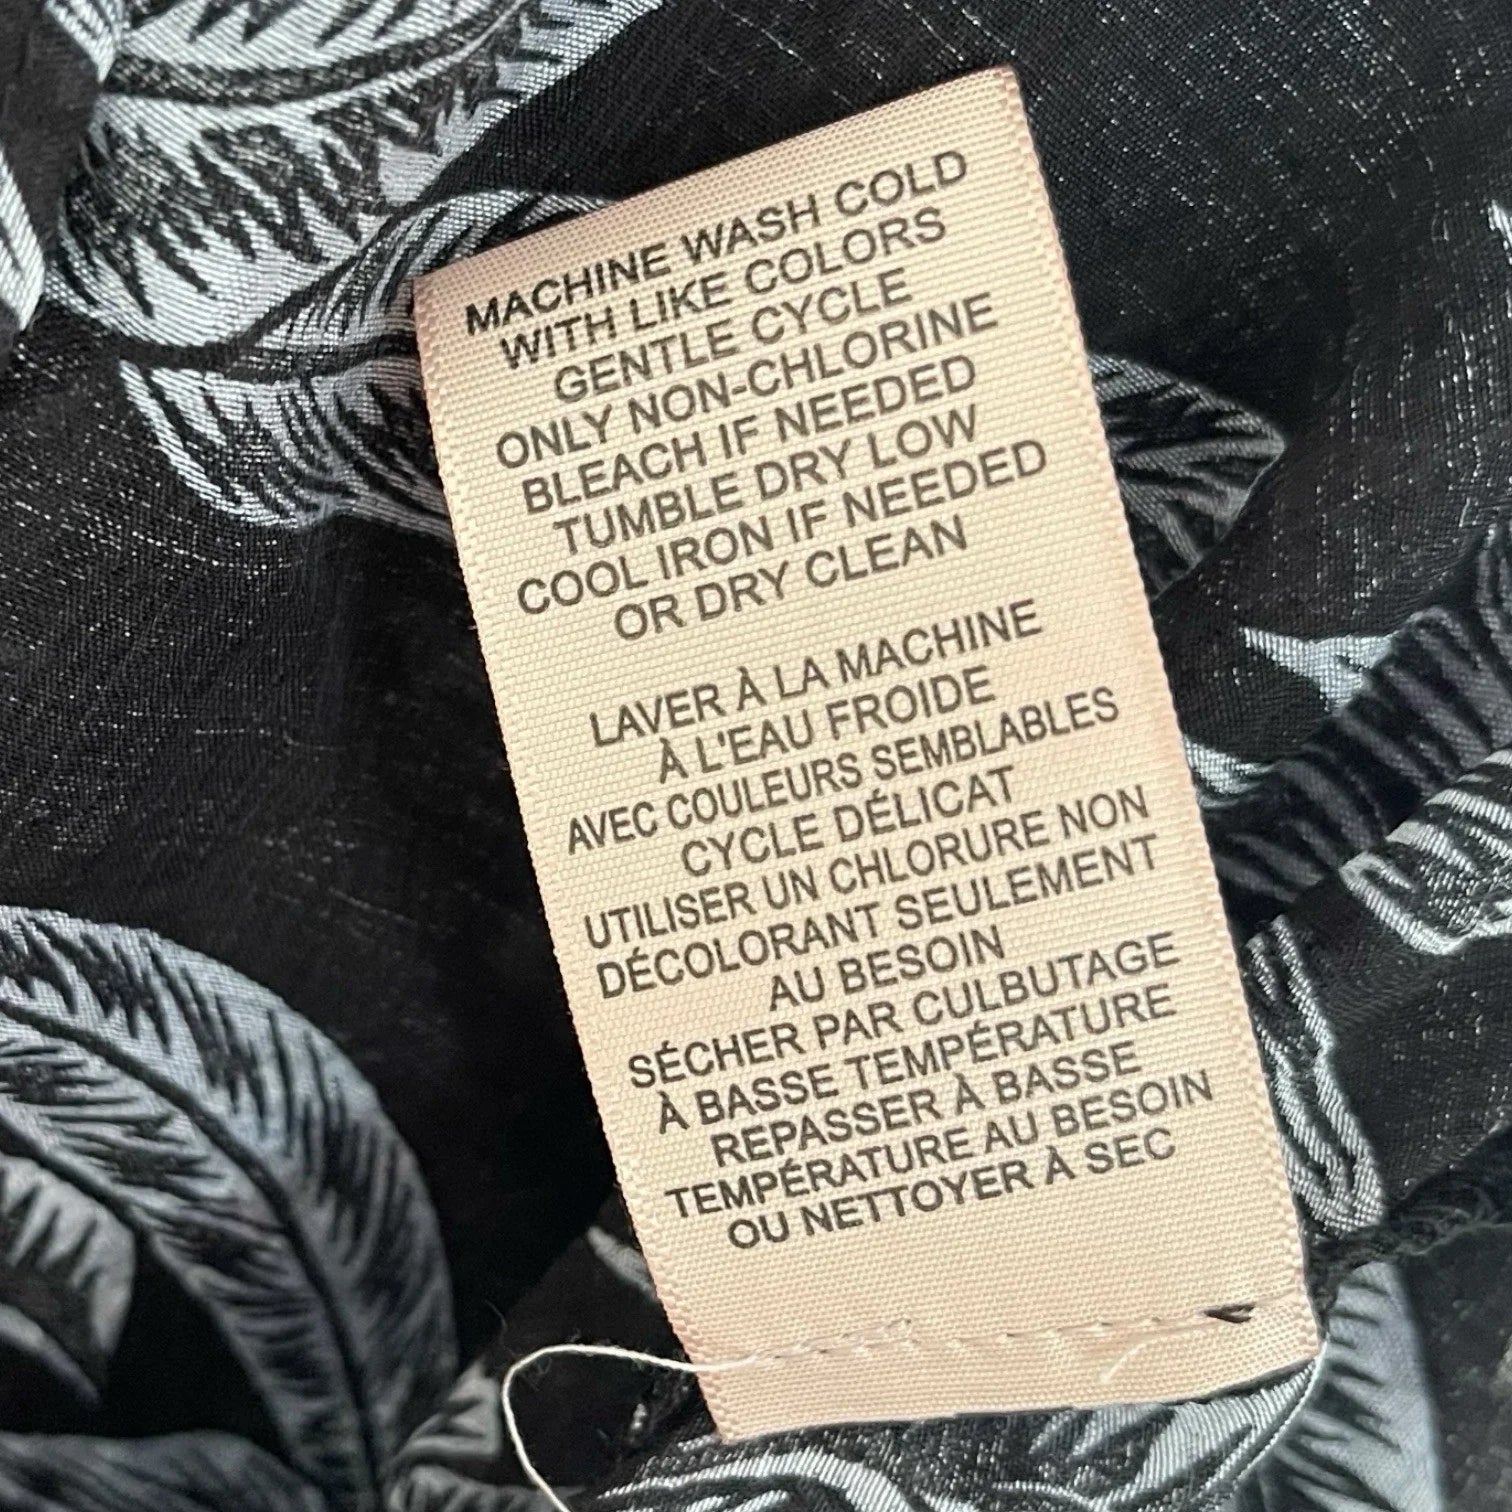 MACHINE WASH COLD
WITH LIKE COLORS
GENTLE CYCLE
ONLY NON-CHLORINE
BLEACH IF NEEDED
TUMBLE DRY LOW
COOL IRON IF NEEDED
OR DRY CLEAN
LAVER À LA MACHINE
À L'EAU FROIDE
AVEC COULEURS SEMBLABLES
CYCLE DÉLICAT
UTILISER UN CHLORURE NON
DÉCOLORANT SEULEMENT
AU BESOIN
SÉCHER PAR CULBUTAGE
À BASSE TEMPÉRATURE
REPASSER À BASSE
TEMPÉRATURE AU BESOIN
OU NETTOYER À SEC